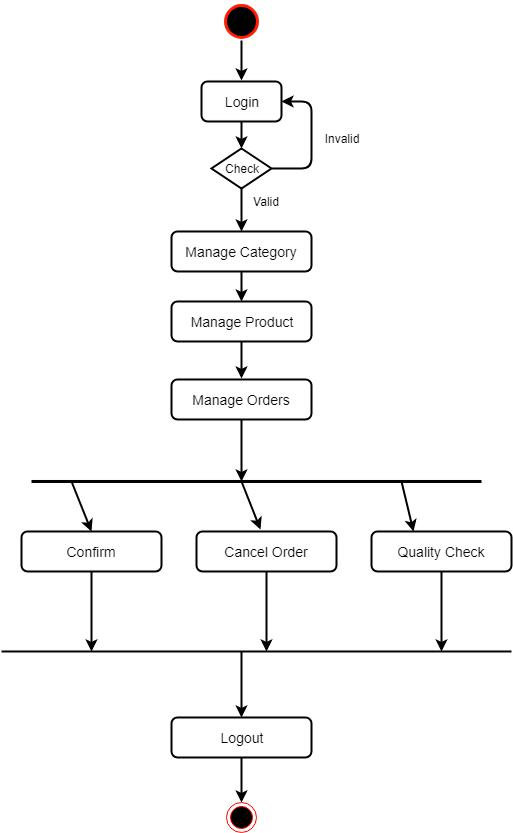 Login
Invalid
Check
Valid
Manage Category
Manage Product
Manage Orders
Confirm
Cancel Order
Quality Check
Logout